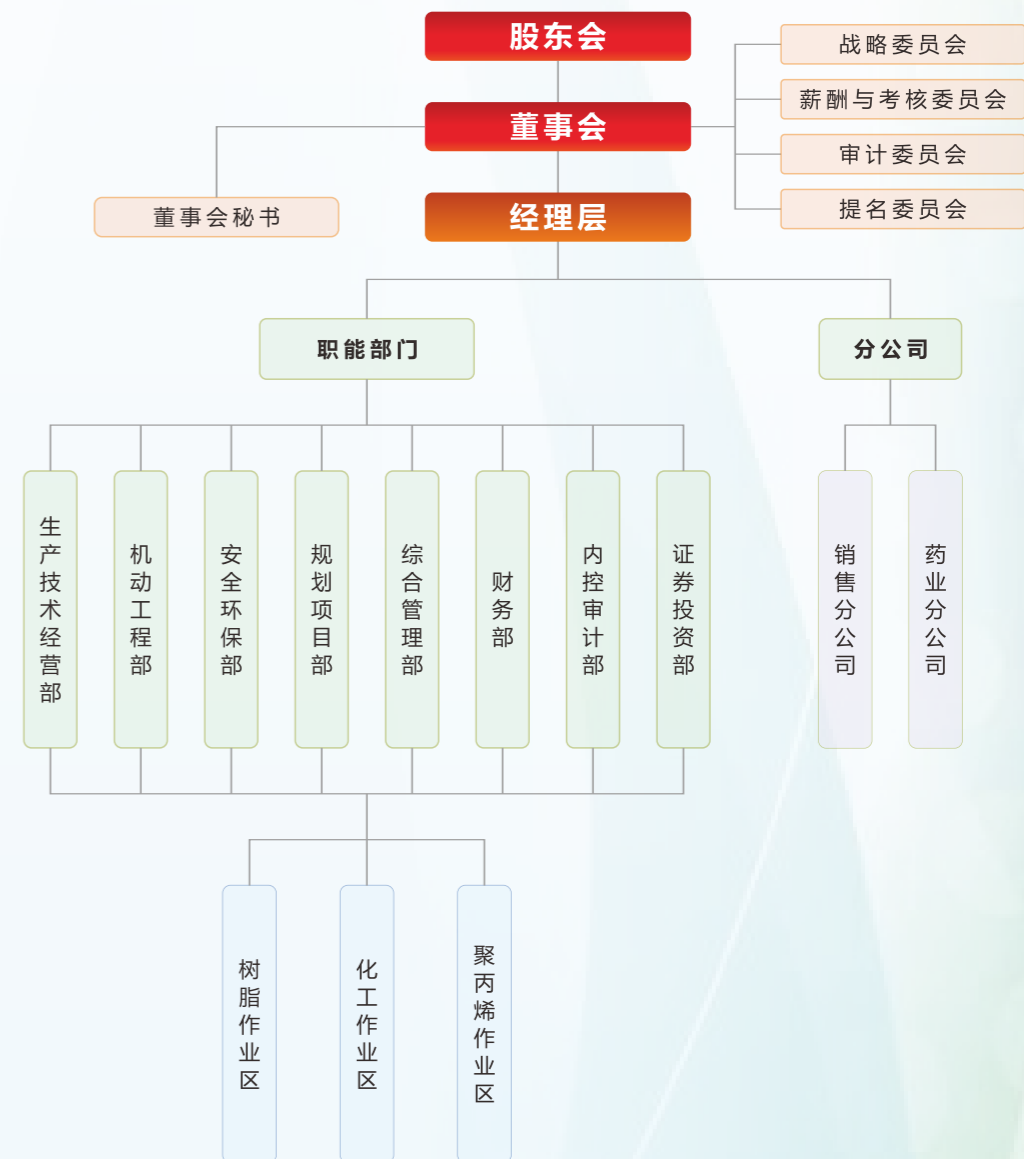 股东会
战略委员会
董事会
薪酬与考核委员会
审计委员会
董事会秘书
经理层
提名委员会
职能部门
分公司
生产技术经营部
机动工程部
安全环保部
规划项目部
综合管理部
财务部
内控审计部
证券投资部
销售分公司
药业分公司
树脂作业区
化工作业区
聚丙烯作业区